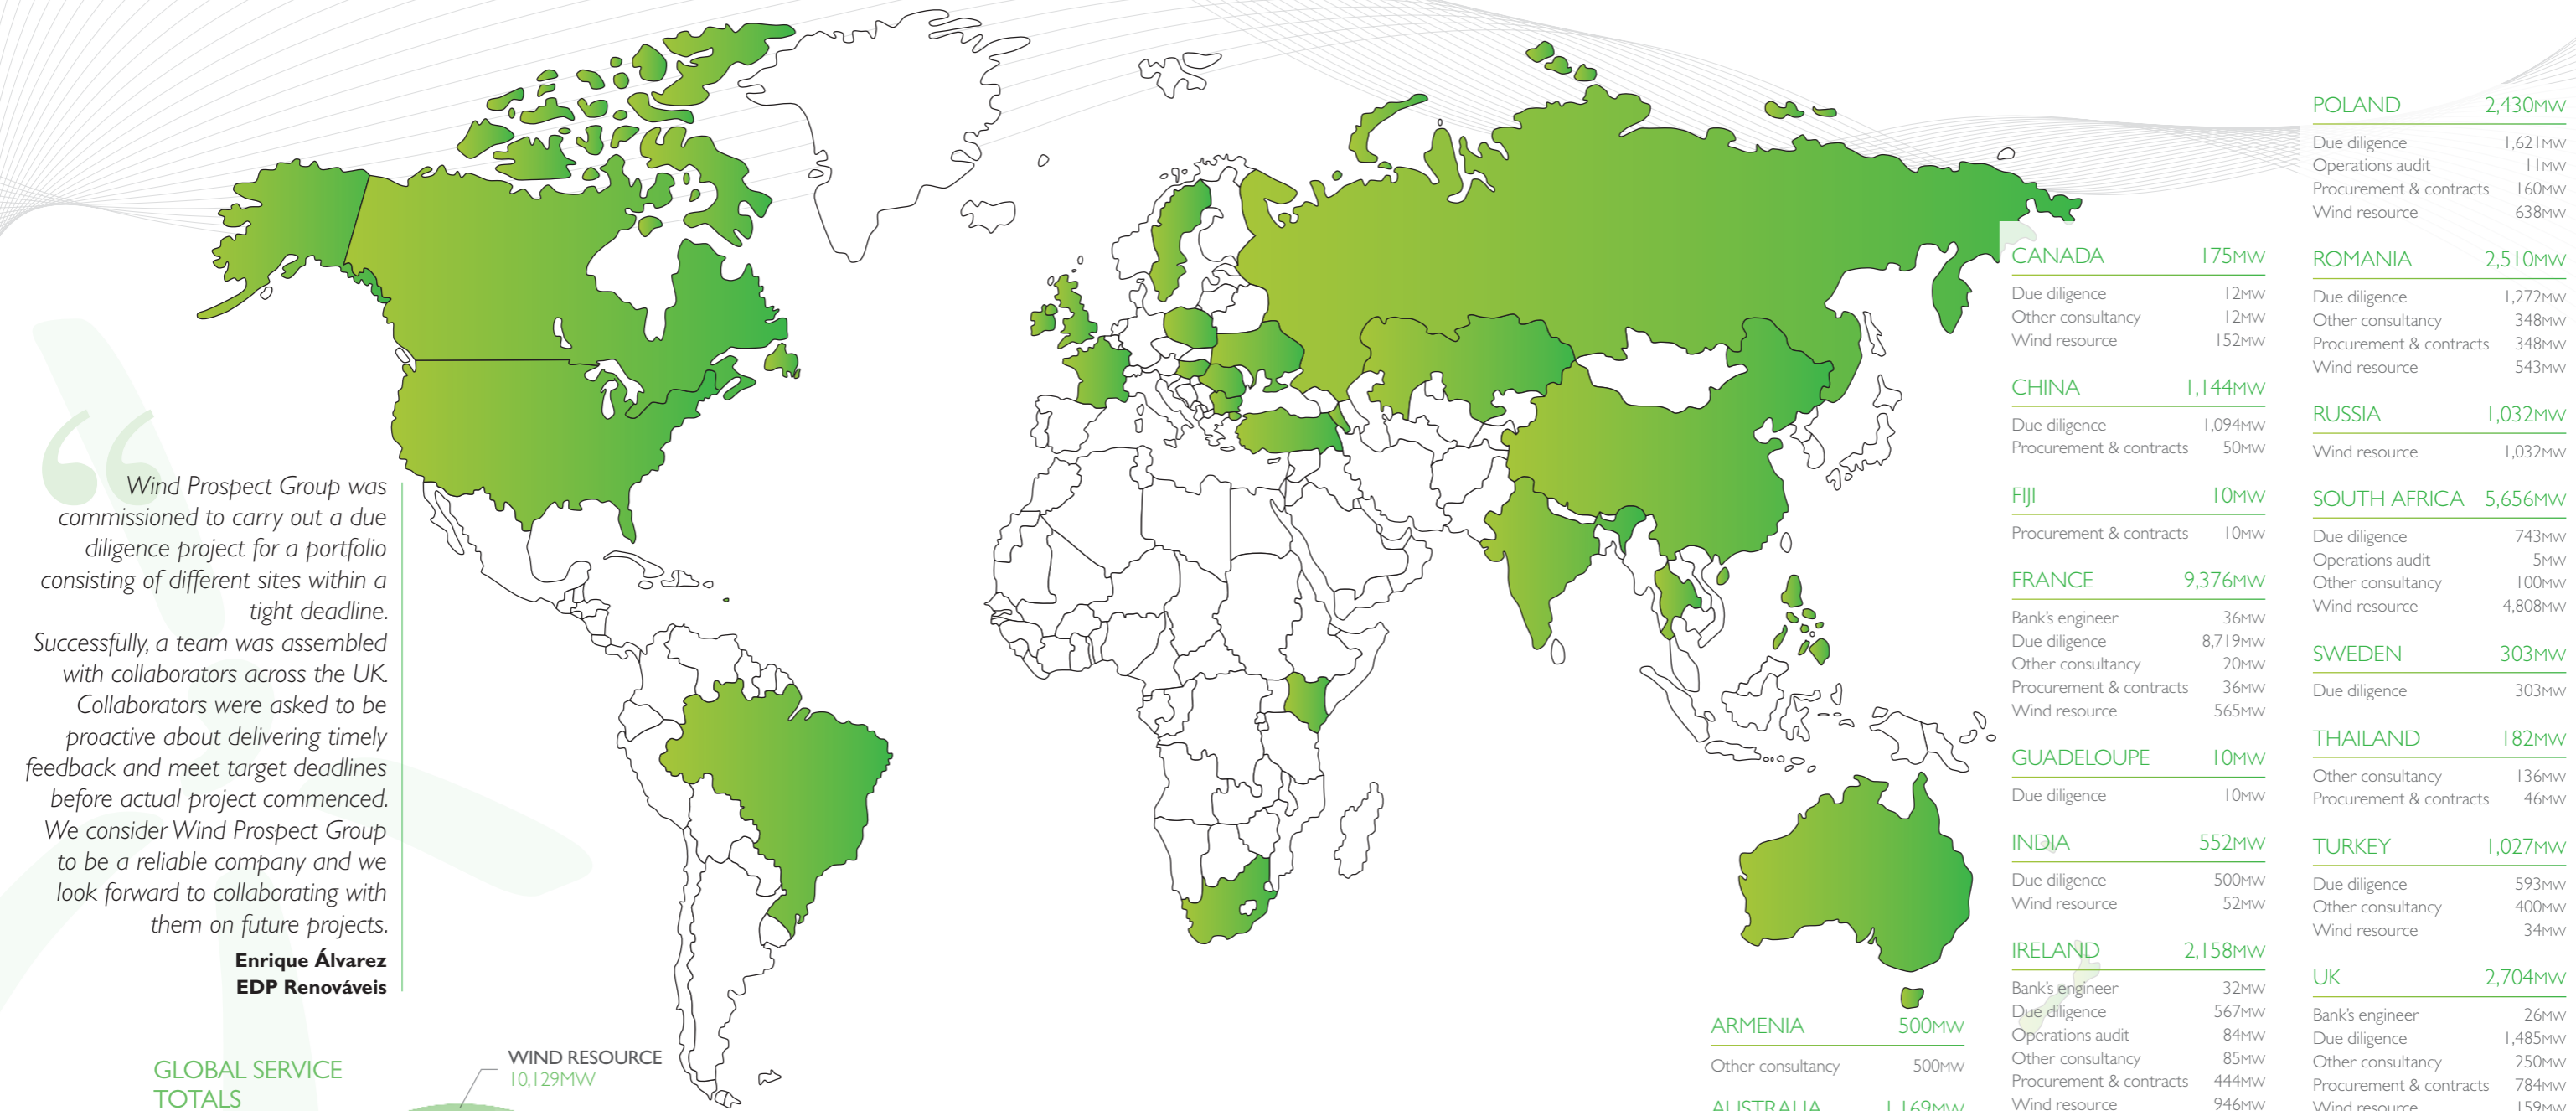 “
Wind Prospect Group was
commissioned to carry out a due
diligence project for a portfolio
consisting of different sites within a
tight deadline.
Successfully, a team was assembled
with collaborators across the UK.
Collaborators were asked to be
proactive about delivering timely
feedback and meet target deadlines
before actual project commenced.
We consider Wind Prospect Group
to be a reliable company and we
look forward to collaborating with
them on future projects.
Enrique Álvarez
EDP Renováveis
GLOBAL SERVICE
TOTALS
WIND RESOURCE
10,129MW
ARMENIA 500MW
Other consultancy 500MW
AUSTRALIA 1,169MW
CANADA 175MW
Due diligence 12MW
Other consultancy 12MW
Wind resource 152MW
CHINA 1,144MW
Due diligence 1,094MW
Procurement & contracts 50MW
FIJI 10MW
Procurement & contracts 10MW
FRANCE 9,376MW
Bank's engineer 36MW
Due diligence 8,719MW
Other consultancy 20MW
Procurement & contracts 36MW
Wind resource 565MW
GUADELOUPE 10MW
Due diligence 10MW
INDIA 552MW
Due diligence 500MW
Wind resource 52MW
IRELAND 2,158MW
Bank's engineer 32MW
Due diligence 567MW
Operations audit 84MW
Other consultancy 85MW
Procurement & contracts 444MW
Wind resource 946MW
POLAND 2,430MW
Due diligence 1,621MW
Operations audit 11MW
Procurement & contracts 160MW
Wind resource 638MW
ROMANIA 2,510MW
Due diligence 1,272MW
Other consultancy 348MW
Procurement & contracts 348MW
Wind resource 543MW
RUSSIA 1,032MW
Wind resource 1,032MW
SOUTH AFRICA 5,656MW
Due diligence 743MW
Operations audit 5MW
Other consultancy 100MW
Wind resource 4,808MW
SWEDEN 303MW
Due diligence 303MW
THAILAND 182MW
Other consultancy 136MW
Procurement & contracts 46MW
TURKEY 1,027MW
Due diligence 593MW
Other consultancy 400MW
Wind resource 34MW
UK 2,704MW
Bank's engineer 26MW
Due diligence 1,485MW
Other consultancy 250MW
Procurement & contracts 784MW
Wind resource 159MW